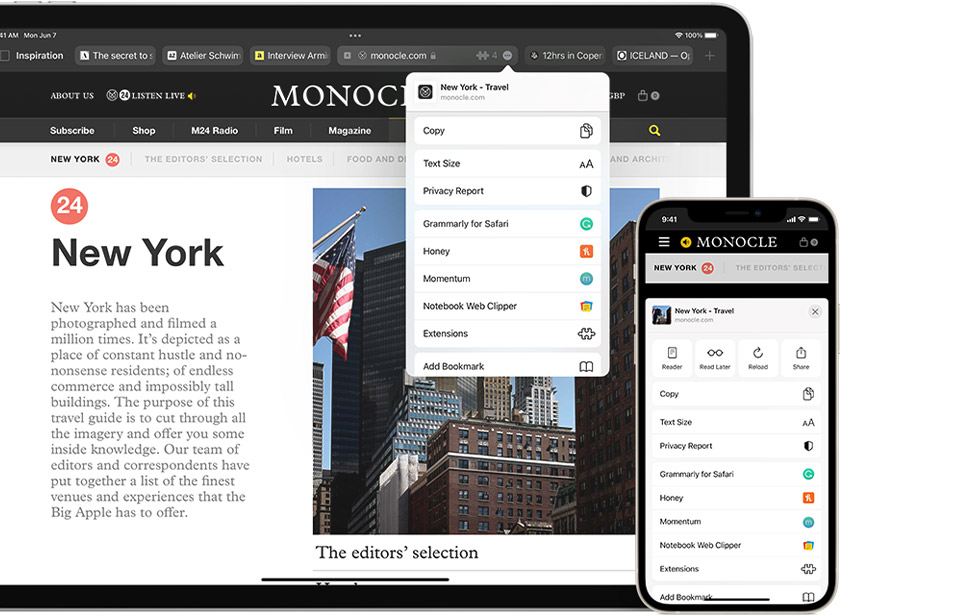 41 AM Mon Jun 7
100%
Inspiration
The secret to s
Atelier Schwim
Interview Armi
monocle.com
4
12hrs in Coper
ICELAND — Op
ABOUT US
24 LISTEN LIVE
MONOCL
GBP
0
Subscribe
Shop
M24 Radio
Film
Magazine
NEW YORK 24
THE EDITORS' SELECTION
HOTELS
FOOD AND D
AND ARCHIT
24
New York
New York has been
photographed and filmed a
million times. It's depicted as a
place of constant hustle and no-
nonsense residents; of endless
commerce and impossibly tall
buildings. The purpose of this
travel guide is to cut through all
the imagery and offer you some
inside knowledge. Our team of
editors and correspondents have
put together a list of the finest
venues and experiences that the
Big Apple has to offer.
The editors' selection
New York - Travel
monocle.com
Copy
Text Size
AA
Privacy Report
Grammarly for Safari
Honey
Momentum
Notebook Web Clipper
Extensions
Add Bookmark
9:41
MONOCLE
0
NEW YORK 24
THE EDITORS' SELECT
New York - Travel
monocle.com
Reader
Read Later
Reload
Share
Copy
Text Size
AA
Privacy Report
Grammarly for Safari
Honey
Momentum
Notebook Web Clipper
Extensions
Add Bookmark